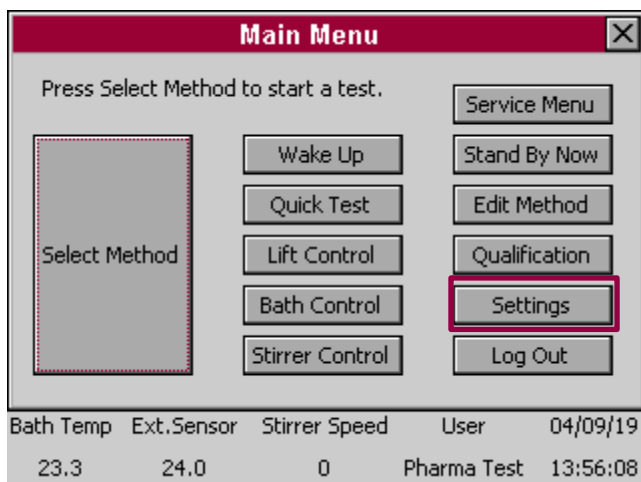 Main Menu
Press Select Method to start a test.
Service Menu
Wake Up
Stand By Now
Quick Test
Edit Method
Select Method
Lift Control
Qualification
Bath Control
Settings
Stirrer Control
Log Out
Bath Temp Ext.Sensor Stirrer Speed User 04/09/19
23.3 24.0 0 Pharma Test 13:56:08